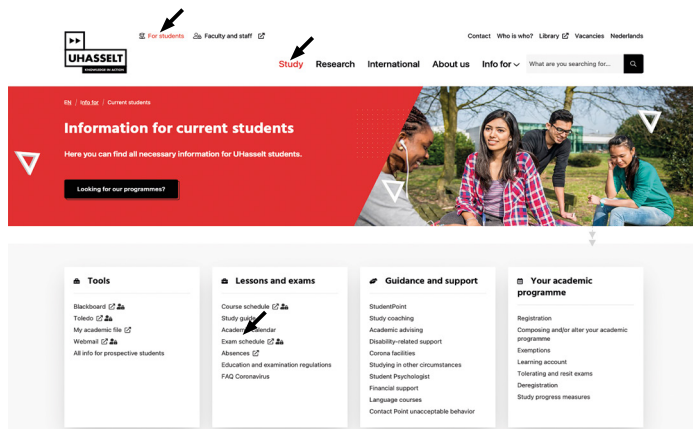 For students Faculty and staff
Contact Who is who? Library Vacancies Nederlands
UHASSELT
KNOWLEDGE IN ACTION
Study Research International About us Info for What are you searching for...
EN / Info for / Current students
Information for current students
Here you can find all necessary information for UHasselt students.
Looking for our programmes?
Tools
Blackboard
Toledo
My academic file
Webmail
All info for prospective students
Lessons and exams
Course schedule
Study guide
Academic calendar
Exam schedule
Absences
Education and examination regulations
FAQ Coronavirus
Guidance and support
StudentPoint
Study coaching
Academic advising
Disability-related support
Corona facilities
Studying in other circumstances
Student Psychologist
Financial support
Language courses
Contact Point unacceptable behavior
Your academic
programme
Registration
Composing and/or alter your academic
programme
Exemptions
Learning account
Tolerating and resit exams
Deregistration
Study progress measures